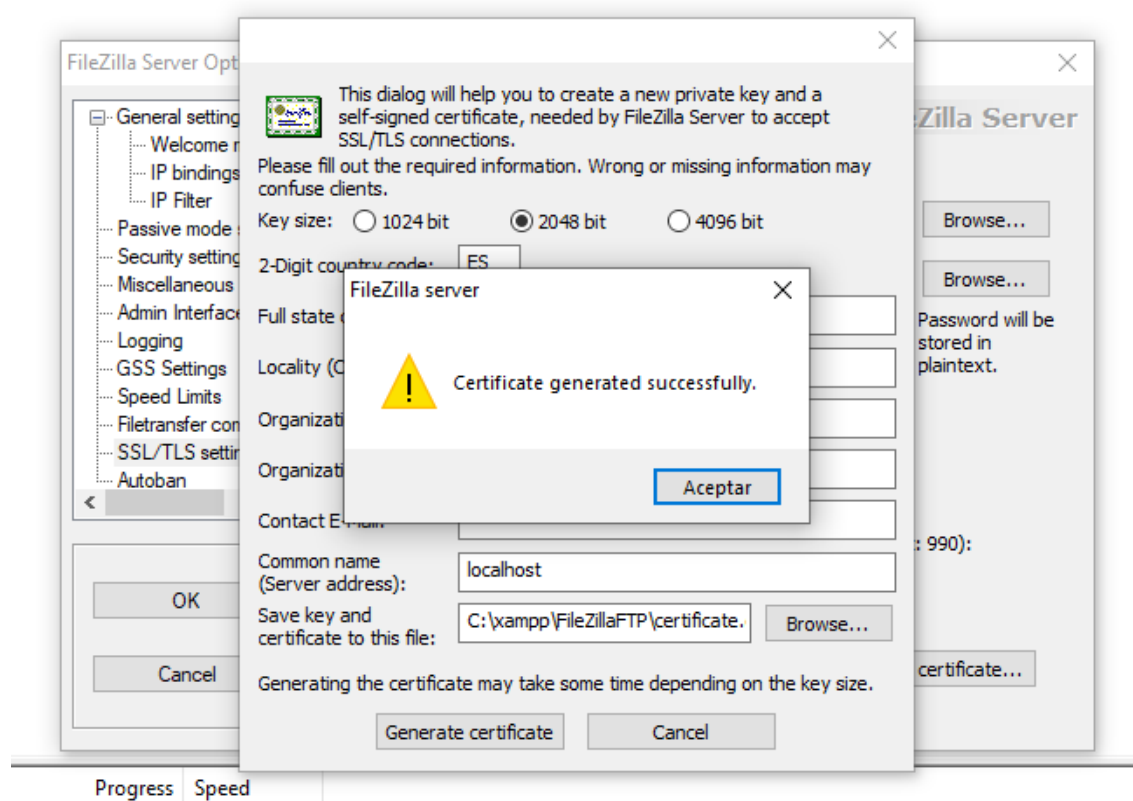 FileZilla Server Opt
Zilla Server
General setting
Welcome
IP bindings
IP Filter
Passive mode
Security setting
Miscellaneous
Admin Interface
Logging
GSS Settings
Speed Limits
Filetransfer con
SSL/TLS settin
Autoban
OK
Cancel
This dialog will help you to create a new private key and a
self-signed certificate, needed by FileZilla Server to accept
SSL/TLS connections.
Please fill out the required information. Wrong or missing information may
confuse clients.
Key size: 1024 bit 2048 bit 4096 bit
2-Digit country code: ES
Full state
Locality (C
Organizati
Organizati
Contact E-Mail:
Common name
(Server address): localhost
Save key and
certificate to this file: C:\xampp\FileZillaFTP\certificate. Browse...
Generating the certificate may take some time depending on the key size.
Generate certificate Cancel
FileZilla server
Certificate generated successfully.
Aceptar
Browse...
Browse...
Password will be
stored in
plaintext.
: 990):
certificate...
Progress Speed